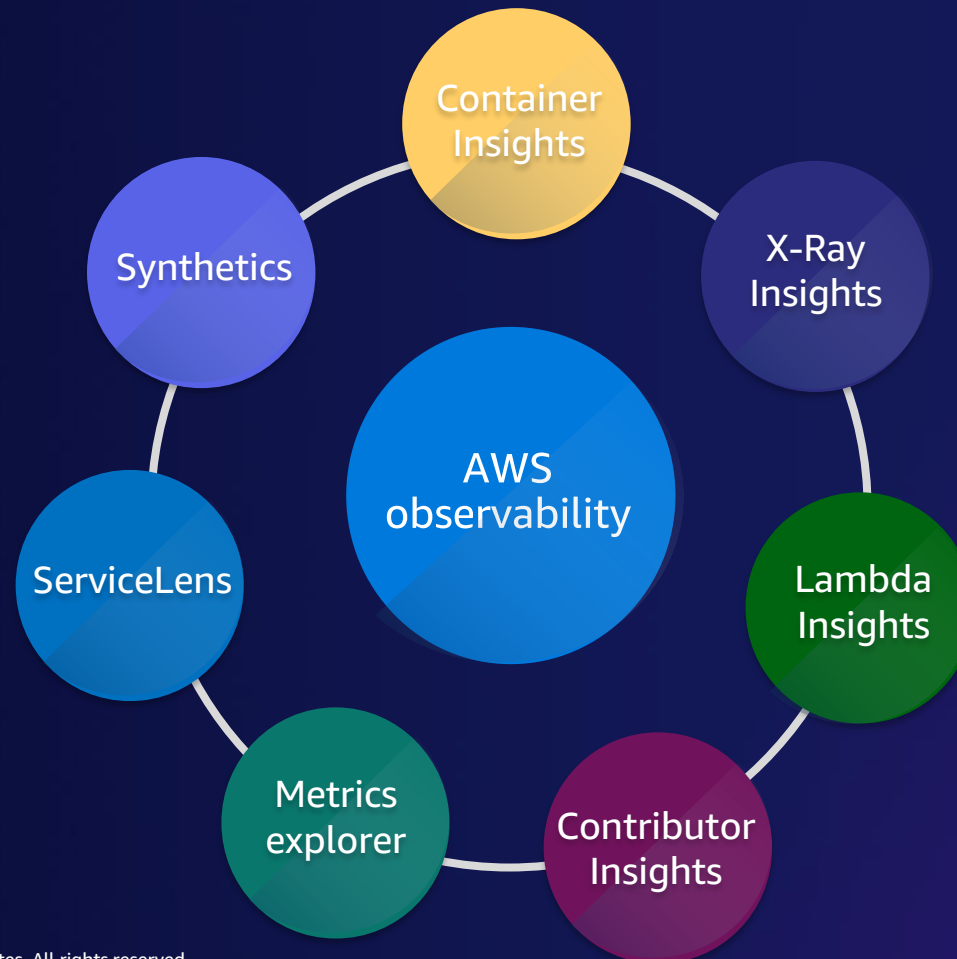 Container
Insights
X-Ray
Insights
Synthetics
AWS
observability
Lambda
Insights
ServiceLens
Metrics
explorer
Contributor
Insights
All rights reserved